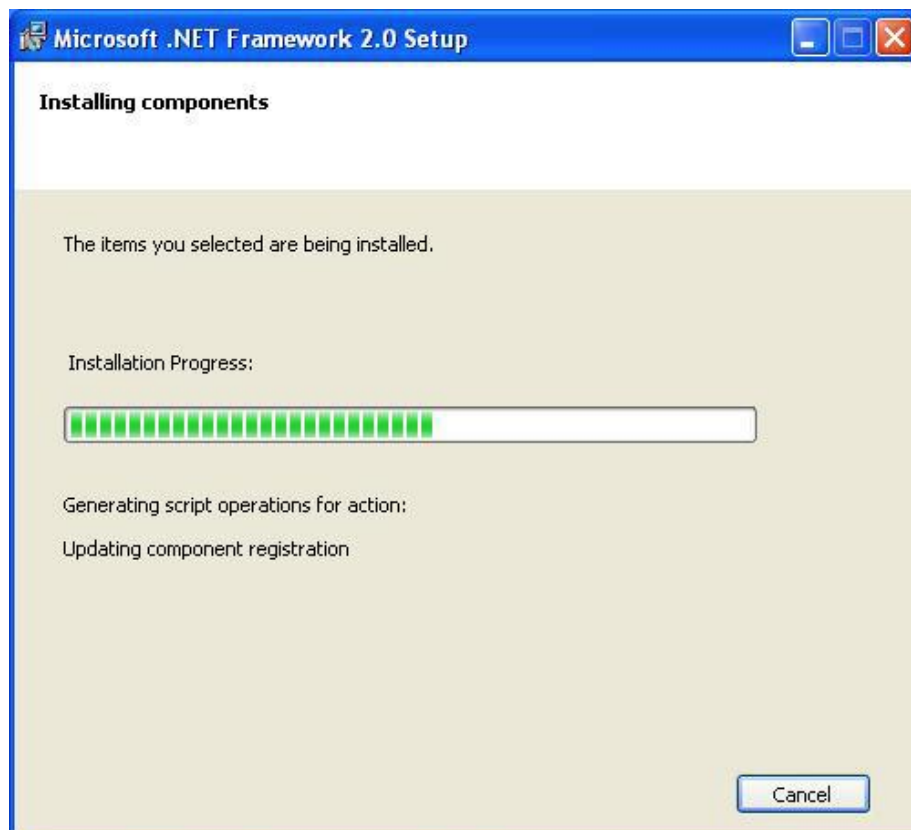 Microsoft .NET Framework 2.0 Setup
Installing components
The items you selected are being installed.
Installation Progress:
Generating script operations for action:
Updating component registration
Cancel